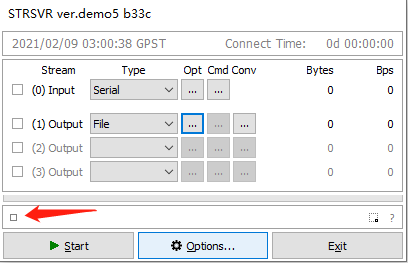 STRSVR ver.demo5 b33c
2021/02/09 03:00:38 GPST Connect Time: 0d 00:00:00
Stream Type Opt Cmd Conv Bytes Bps
(0) Input Serial ... ... 0 0
(1) Output File ... ... ... 0 0
(2) Output ... ... ... 0 0
(3) Output ... ... ... 0 0
?
Start Options... Exit